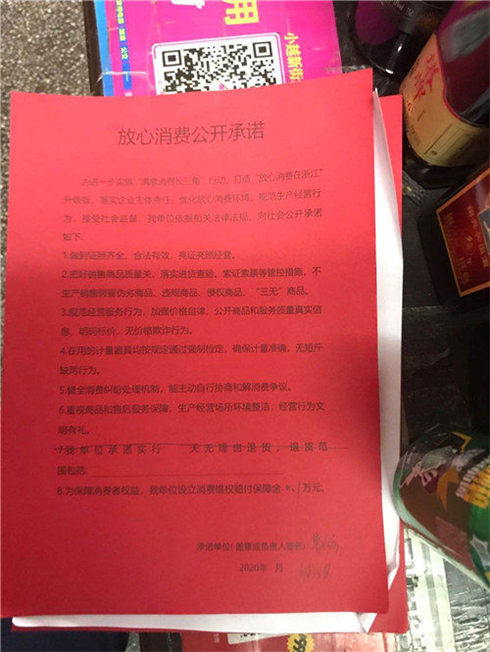 用
小越新街
放心消费公开承诺
为进一步实施“满意消费长三角”行动，打造“放心消费在浙江”
升级版，落实企业主体责任，优化放心消费环境，规范生产经营行
为，接受社会监督，我单位依据相关法律法规，向社会公开承诺
如下：
1.做到证照齐全、合法有效、亮证亮照经营。
2.把好销售商品质量关、落实进货查验、索证索票等管控措施，不
生产销售假冒伪劣商品、违规商品、侵权商品、“三无”商品。
3.规范经营服务行为，加强价格自律，公开商品和服务质量真实信
息，明码标价，无价格欺诈行为。
4.在用的计量器具均按规定通过强制检定，确保计量准确，无短斤
缺两行为。
5.健全消费纠纷处理机制，能主动自行协商和解消费争议。
6.重视商品和售后服务保障，生产经营场所环境整洁，经营行为文
明有礼。
7.我单位承诺实行 天无理由退货，退货范
围包括：
8.为保障消费者权益，我单位设立消费维权赔付保障金 1万元。
承诺单位(盖章或负责人签名)
2020年 月